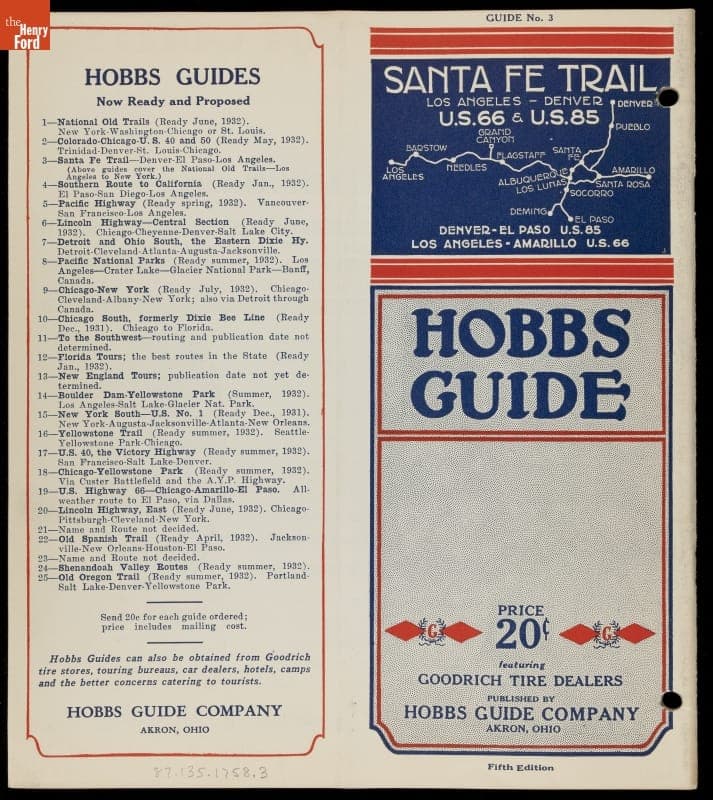 the
Henry
Ford
HOBBS GUIDES
Now Ready and Proposed
1—National Old Trails (Ready June, 1932).
New York-Washington-Chicago or St. Louis.
2—Colorado-Chicago-U. S. 40 and 50 (Ready May, 1932).
Trinidad-Denver-St. Louis-Chicago.
3—Santa Fe Trail—Denver-El Paso-Los Angeles.
(Above guides cover the National Old Trails—Los
Angeles to New York.)
4—Southern Route to California (Ready Jan., 1932).
El Paso-San Diego-Los Angeles.
5—Pacific Highway (Ready spring, 1932). Vancouver-
San Francisco-Los Angeles.
6—Lincoln Highway—Central Section (Ready June,
1932). Chicago-Cheyenne-Denver-Salt Lake City.
7—Detroit and Ohio South, the Eastern Dixie Hy.
Detroit-Cleveland-Atlanta-Augusta-Jacksonville.
8—Pacific National Parks (Ready summer, 1932). Los
Angeles—Crater Lake—Glacier National Park—Banff,
Canada.
9—Chicago-New York (Ready July, 1932). Chicago-
Cleveland-Albany-New York; also via Detroit through
Canada.
10—Chicago South, formerly Dixie Bee Line (Ready
Dec., 1931). Chicago to Florida.
11—To the Southwest—routing and publication date not
determined.
12—Florida Tours; the best routes in the State (Ready
Jan., 1932).
13—New England Tours; publication date not yet de-
termined.
14—Boulder Dam-Yellowstone Park (Summer, 1932).
Los Angeles-Salt Lake-Glacier Nat. Park.
15—New York South—U.S. No. 1 (Ready Dec., 1931).
New York-Augusta-Jacksonville-Atlanta-New Orleans.
16—Yellowstone Trail (Ready summer, 1932). Seattle-
Yellowstone Park-Chicago.
17—U.S. 40, the Victory Highway (Ready summer, 1932).
San Francisco-Salt Lake-Denver.
18—Chicago-Yellowstone Park (Ready summer, 1932).
Via Custer Battlefield and the A.Y.P. Highway.
19—U.S. Highway 66—Chicago-Amarillo-El Paso. All-
weather route to El Paso, via Dallas.
20—Lincoln Highway, East (Ready June, 1932). Chicago-
Pittsburgh-Cleveland-New York.
21—Name and Route not decided.
22—Old Spanish Trail (Ready April, 1932). Jackson-
ville-New Orleans-Houston-El Paso.
23—Name and Route not decided.
24—Shenandoah Valley Routes (Ready summer, 1932).
25—Old Oregon Trail (Ready summer, 1932). Portland-
Salt Lake-Denver-Yellowstone Park.
Send 20c for each guide ordered;
price includes mailing cost.
Hobbs Guides can also be obtained from Goodrich
tire stores, touring bureaus, car dealers, hotels, camps
and the better concerns catering to tourists.
HOBBS GUIDE COMPANY
AKRON, OHIO
87.135.1758.3
GUIDE No. 3
SANTA FE TRAIL
LOS ANGELES - DENVER
U.S. 66 & U.S. 85
DENVER
PUEBLO
GRAND
CANYON
BARSTOW
FLAGSTAFF
SANTA
FE
LOS
ANGELES
NEEDLES
ALBUQUERQUE
AMARILLO
LOS LUNAS
SANTA ROSA
SOCORRO
DEMING
EL PASO
DENVER-EL PASO U.S. 85
LOS ANGELES-AMARILLO U.S. 66
HOBBS
GUIDE
PRICE
20¢
G
G
featuring
GOODRICH TIRE DEALERS
PUBLISHED BY
HOBBS GUIDE COMPANY
AKRON, OHIO
Fifth Edition